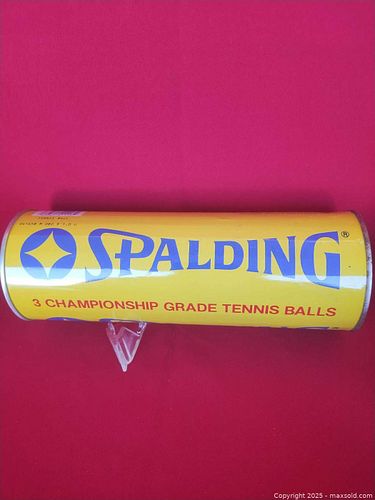 SPALDING®
3 CHAMPIONSHIP GRADE TENNIS BALLS
Copyright 2025 - maxsold.com